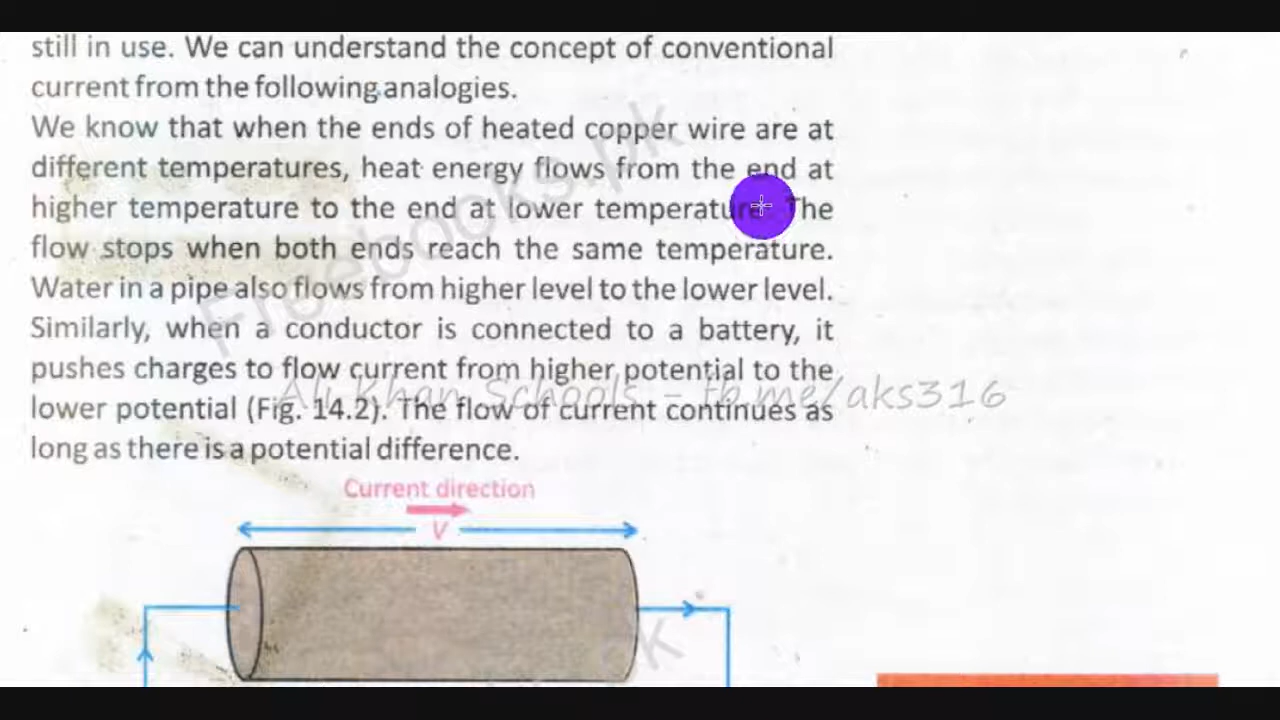 still in use. We can understand the concept of conventional
current from the following analogies.
We know that when the ends of heated copper wire are at
different temperatures, heat energy flows from the end at
higher temperature to the end at lower temperature. The
flow stops when both ends reach the same temperature.
Water in a pipe also flows from higher level to the lower level.
Similarly, when a conductor is connected to a battery, it
pushes charges to flow current from higher potential to the
Ali Khan Schools - fb.me/aks316
lower potential (Fig. 14.2). The flow of current continues as
long as there is a potential difference.
Current direction
V
Freebooks.pk
pk